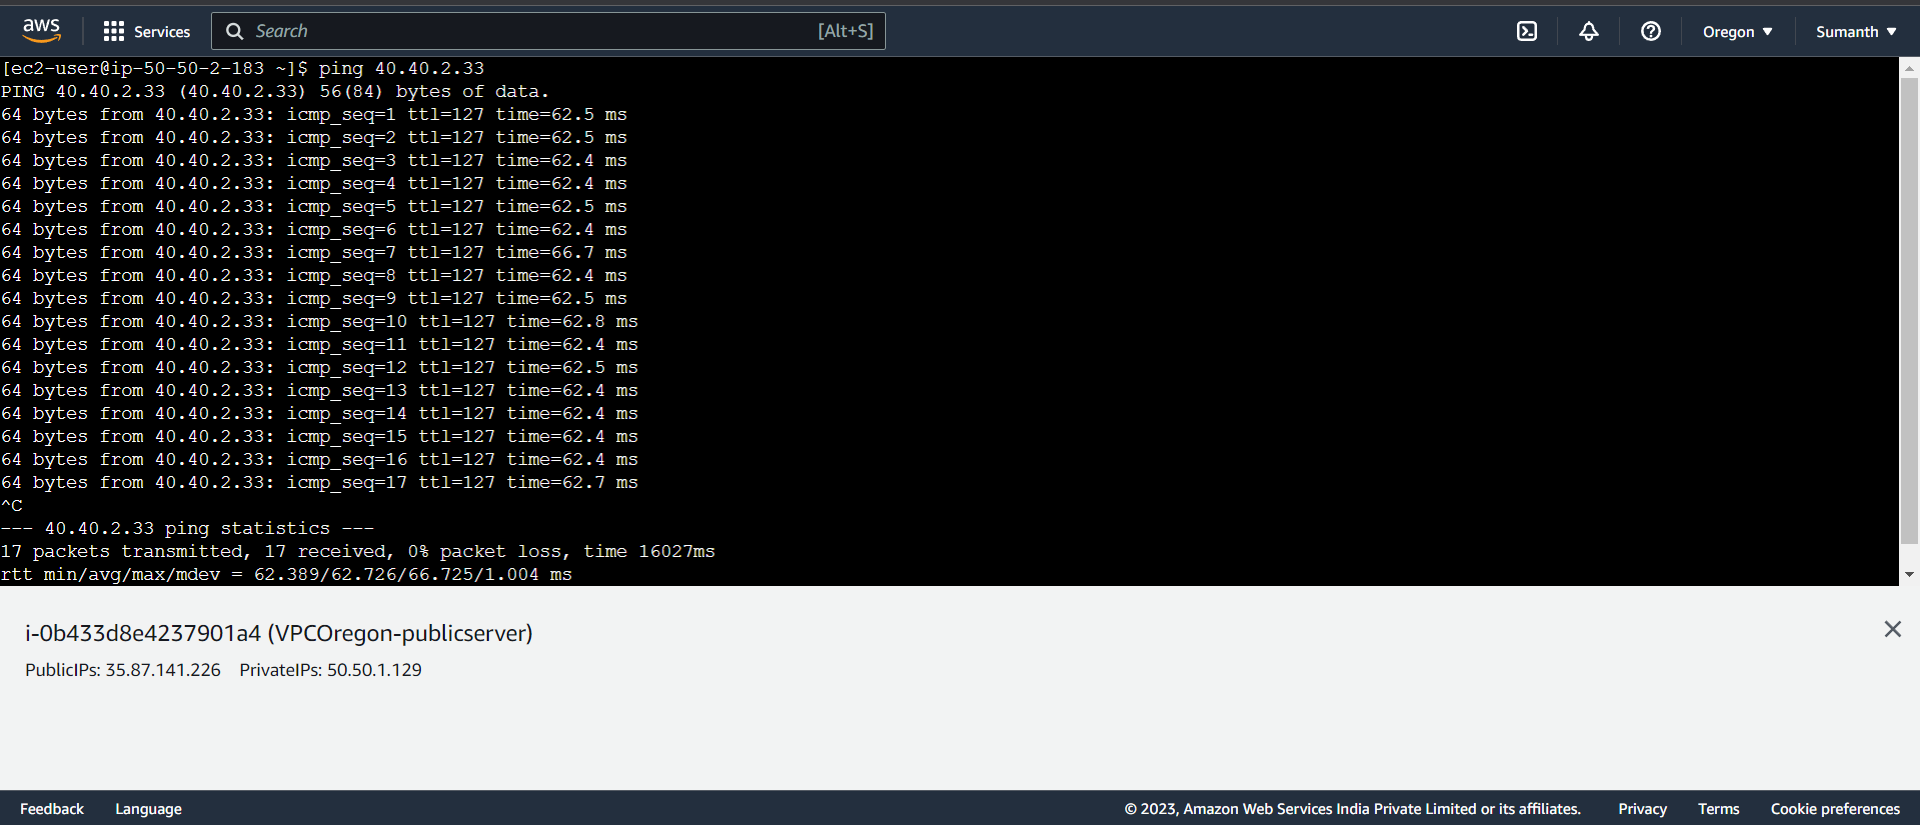 aws Services Search [Alt+S] Oregon Sumanth
[ec2-user@ip-50-50-2-183 ~]$ ping 40.40.2.33
PING 40.40.2.33 (40.40.2.33) 56(84) bytes of data.
64 bytes from 40.40.2.33: icmp_seq=1 ttl=127 time=62.5 ms
64 bytes from 40.40.2.33: icmp_seq=2 ttl=127 time=62.5 ms
64 bytes from 40.40.2.33: icmp_seq=3 ttl=127 time=62.4 ms
64 bytes from 40.40.2.33: icmp_seq=4 ttl=127 time=62.4 ms
64 bytes from 40.40.2.33: icmp_seq=5 ttl=127 time=62.5 ms
64 bytes from 40.40.2.33: icmp_seq=6 ttl=127 time=62.4 ms
64 bytes from 40.40.2.33: icmp_seq=7 ttl=127 time=66.7 ms
64 bytes from 40.40.2.33: icmp_seq=8 ttl=127 time=62.4 ms
64 bytes from 40.40.2.33: icmp_seq=9 ttl=127 time=62.5 ms
64 bytes from 40.40.2.33: icmp_seq=10 ttl=127 time=62.8 ms
64 bytes from 40.40.2.33: icmp_seq=11 ttl=127 time=62.4 ms
64 bytes from 40.40.2.33: icmp_seq=12 ttl=127 time=62.5 ms
64 bytes from 40.40.2.33: icmp_seq=13 ttl=127 time=62.4 ms
64 bytes from 40.40.2.33: icmp_seq=14 ttl=127 time=62.4 ms
64 bytes from 40.40.2.33: icmp_seq=15 ttl=127 time=62.4 ms
64 bytes from 40.40.2.33: icmp_seq=16 ttl=127 time=62.4 ms
64 bytes from 40.40.2.33: icmp_seq=17 ttl=127 time=62.7 ms
^C
--- 40.40.2.33 ping statistics ---
17 packets transmitted, 17 received, 0% packet loss, time 16027ms
rtt min/avg/max/mdev = 62.389/62.726/66.725/1.004 ms
i-0b433d8e4237901a4 (VPCOregon-publicserver)
PublicIPs: 35.87.141.226 PrivateIPs: 50.50.1.129
Feedback Language © 2023, Amazon Web Services India Private Limited or its affiliates. Privacy Terms Cookie preferences